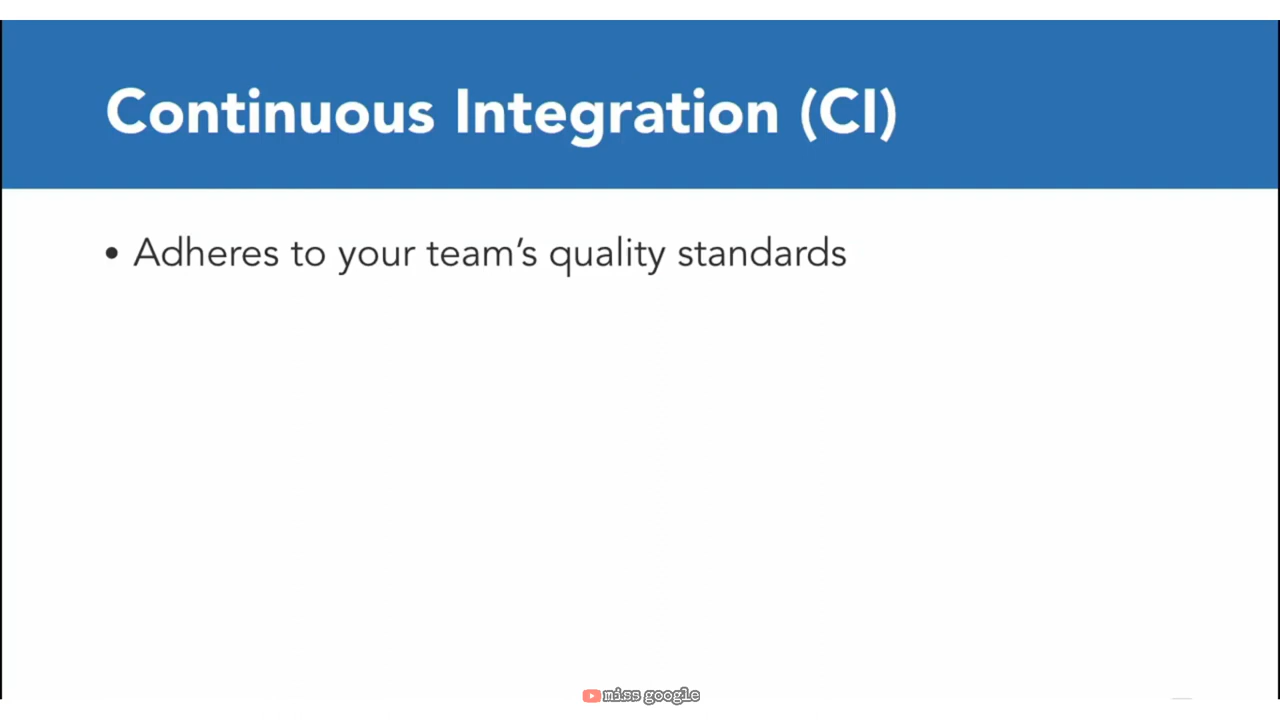 Continuous Integration (CI)
• Adheres to your team’s quality standards
miss google